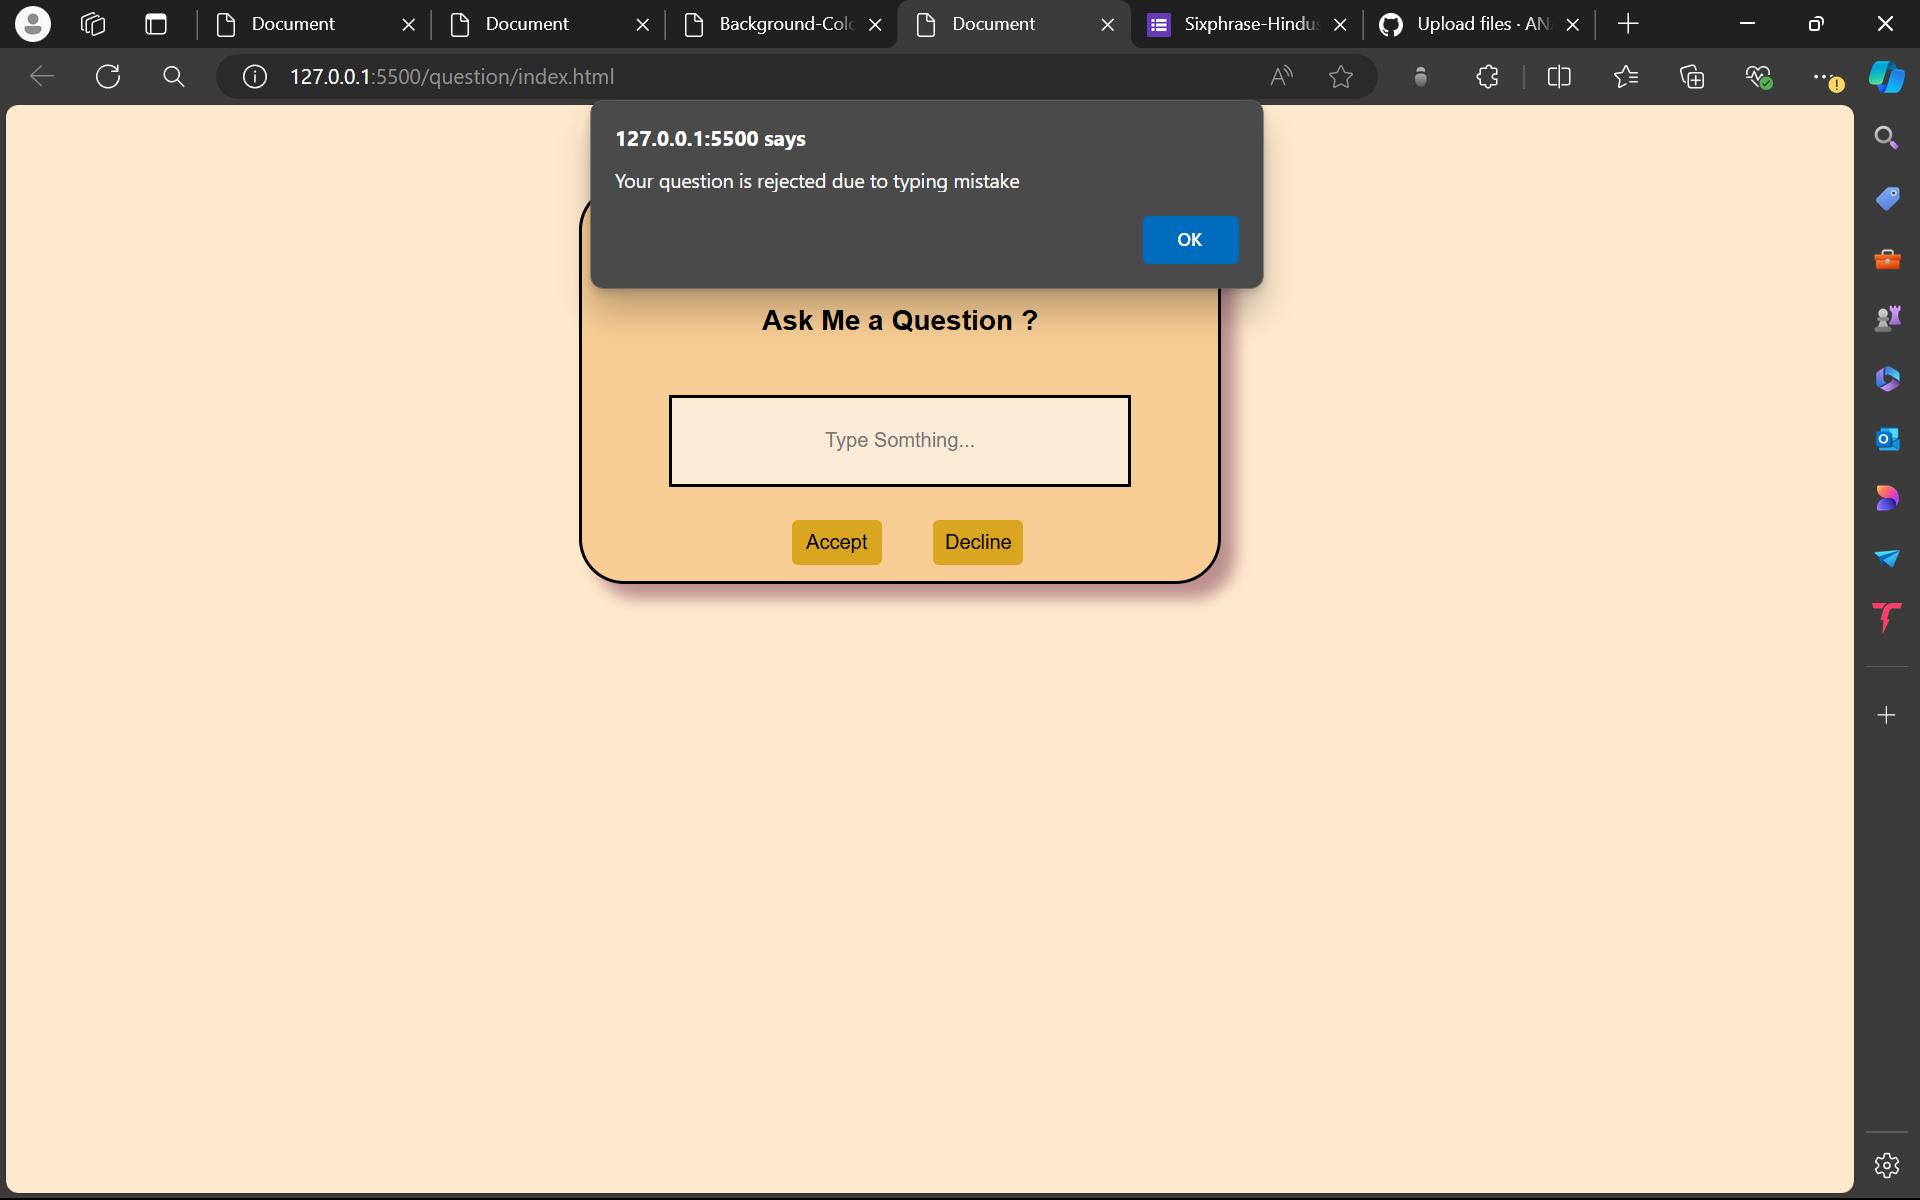 Document
Document
Background-Colo
Document
Sixphrase-Hindus
Upload files · AN
127.0.0.1:5500/question/index.html
127.0.0.1:5500 says
Your question is rejected due to typing mistake
OK
Ask Me a Question ?
Type Somthing...
Accept
Decline